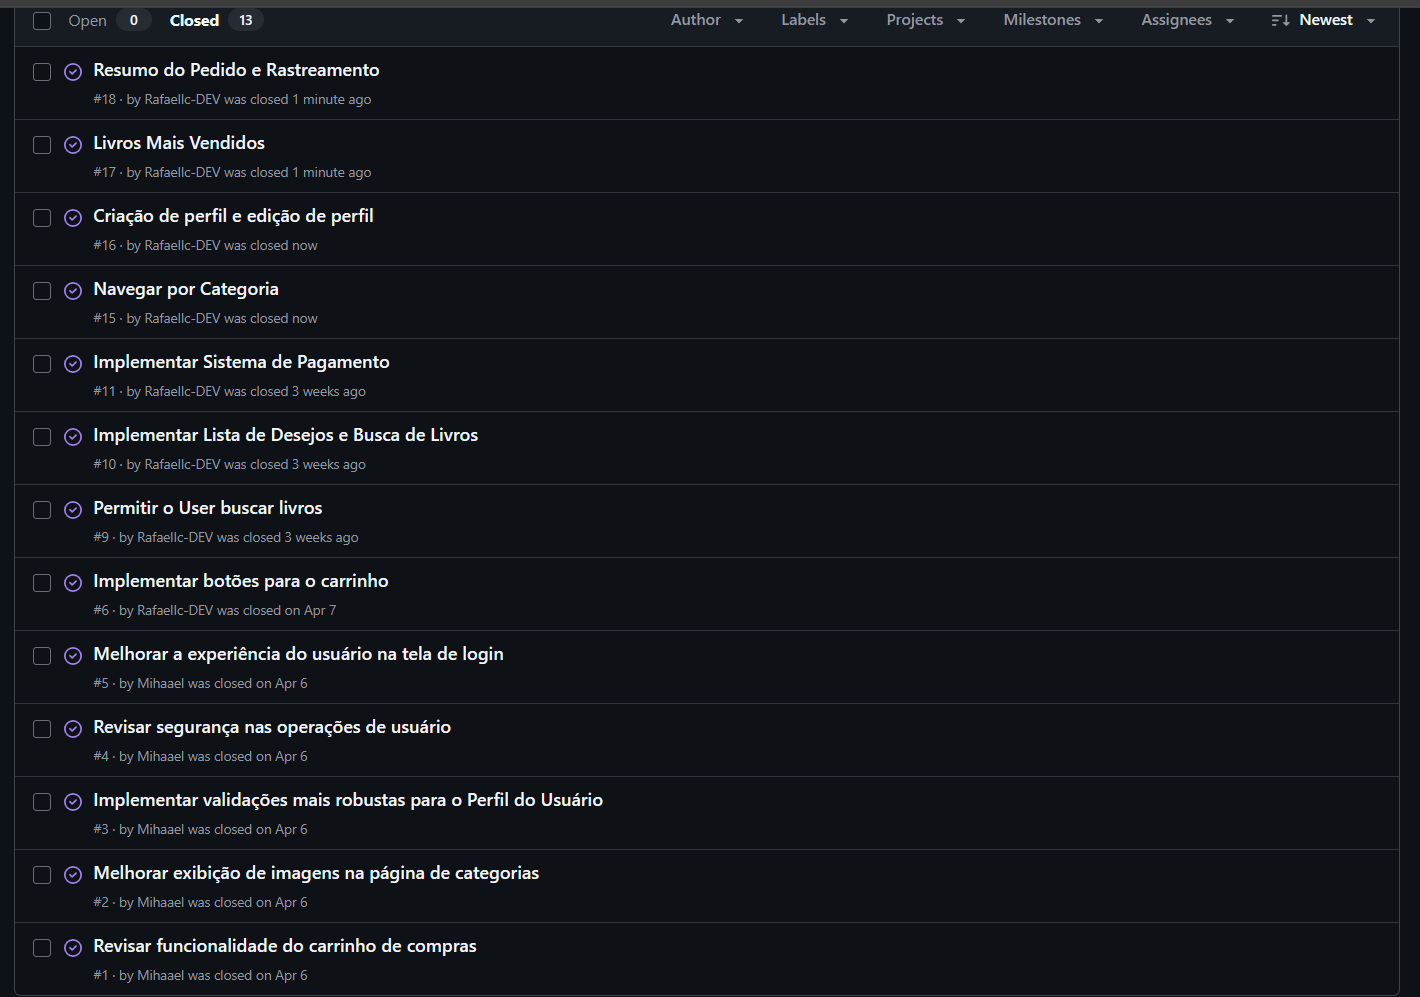 Open 0 Closed 13 Author Labels Projects Milestones Assignees Newest
Resumo do Pedido e Rastreamento
#18 · by Rafaellc-DEV was closed 1 minute ago
Livros Mais Vendidos
#17 · by Rafaellc-DEV was closed 1 minute ago
Criação de perfil e edição de perfil
#16 · by Rafaellc-DEV was closed now
Navegar por Categoria
#15 · by Rafaellc-DEV was closed now
Implementar Sistema de Pagamento
#11 · by Rafaellc-DEV was closed 3 weeks ago
Implementar Lista de Desejos e Busca de Livros
#10 · by Rafaellc-DEV was closed 3 weeks ago
Permitir o User buscar livros
#9 · by Rafaellc-DEV was closed 3 weeks ago
Implementar botões para o carrinho
#6 · by Rafaellc-DEV was closed on Apr 7
Melhorar a experiência do usuário na tela de login
#5 · by Mihaael was closed on Apr 6
Revisar segurança nas operações de usuário
#4 · by Mihaael was closed on Apr 6
Implementar validações mais robustas para o Perfil do Usuário
#3 · by Mihaael was closed on Apr 6
Melhorar exibição de imagens na página de categorias
#2 · by Mihaael was closed on Apr 6
Revisar funcionalidade do carrinho de compras
#1 · by Mihaael was closed on Apr 6